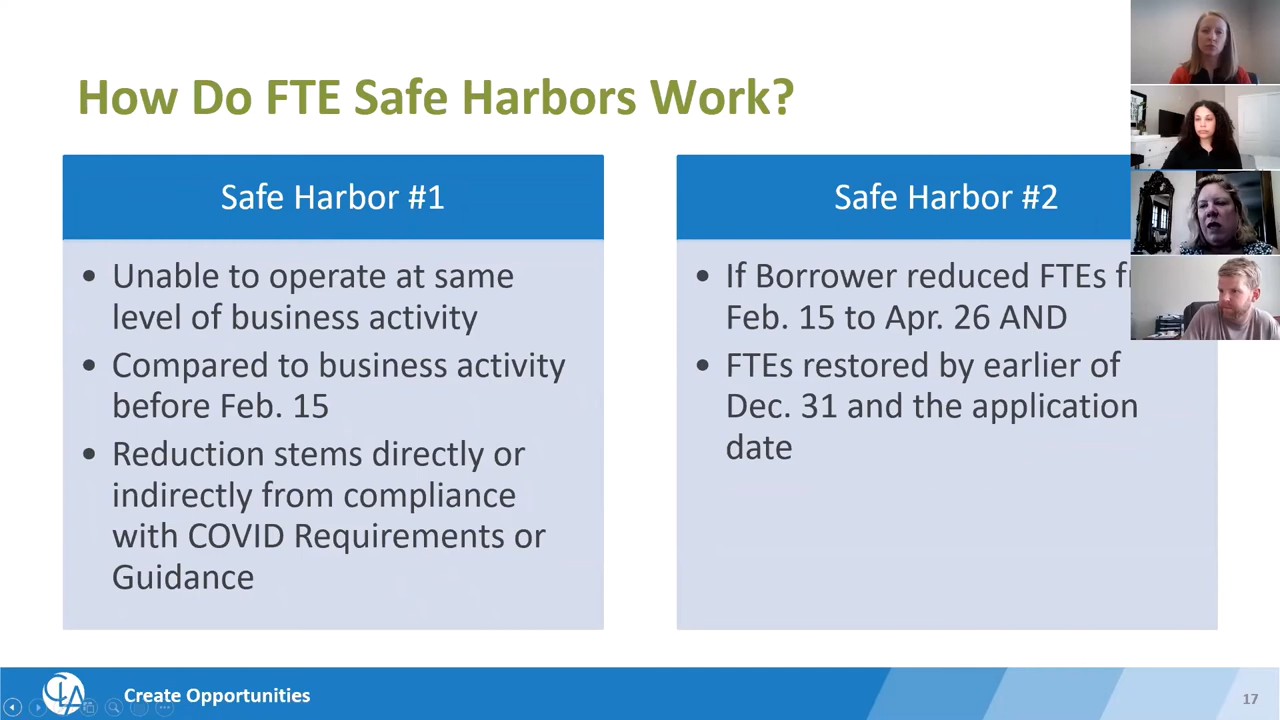 How Do FTE Safe Harbors Work?
Safe Harbor #1
• Unable to operate at same
level of business activity
• Compared to business activity
before Feb. 15
• Reduction stems directly or
indirectly from compliance
with COVID Requirements or
Guidance
Safe Harbor #2
• If Borrower reduced FTEs
Feb. 15 to Apr. 26 AND
• FTEs restored by earlier of
Dec. 31 and the application
date
CLA
Create Opportunities
17